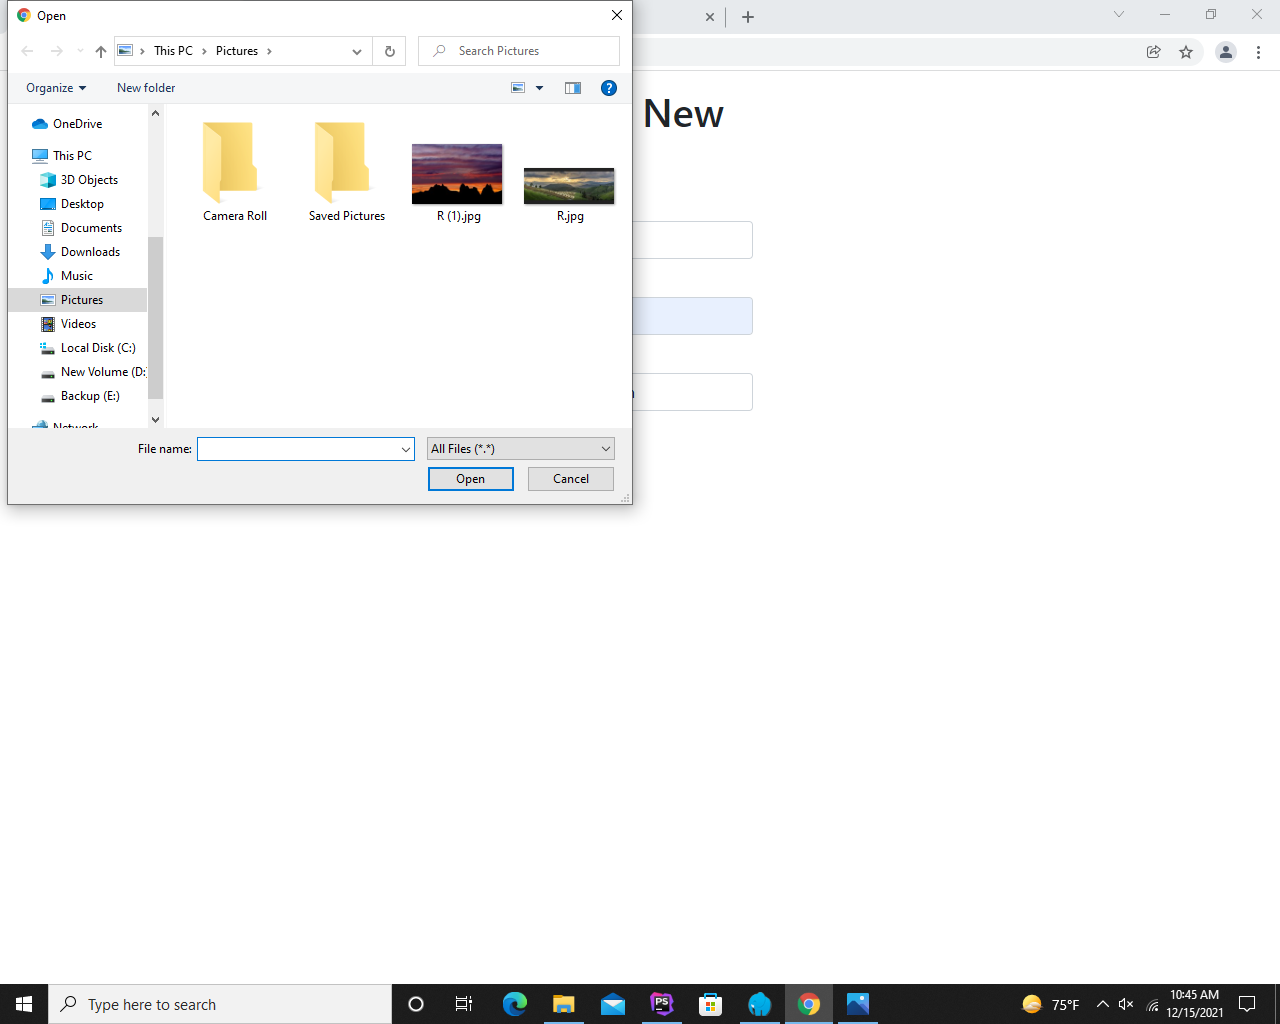 Open
New
This PC
Pictures
Search Pictures
Organize
New folder
OneDrive
This PC
3D Objects
Desktop
Documents
Downloads
Music
Pictures
Videos
Local Disk (C:)
New Volume (D:
Backup (E:)
Network
Camera Roll
Saved Pictures
R (1).jpg
R.jpg
File name:
All Files (*.*)
Open
Cancel
Type here to search
PS
75°F
10:45 AM
12/15/2021